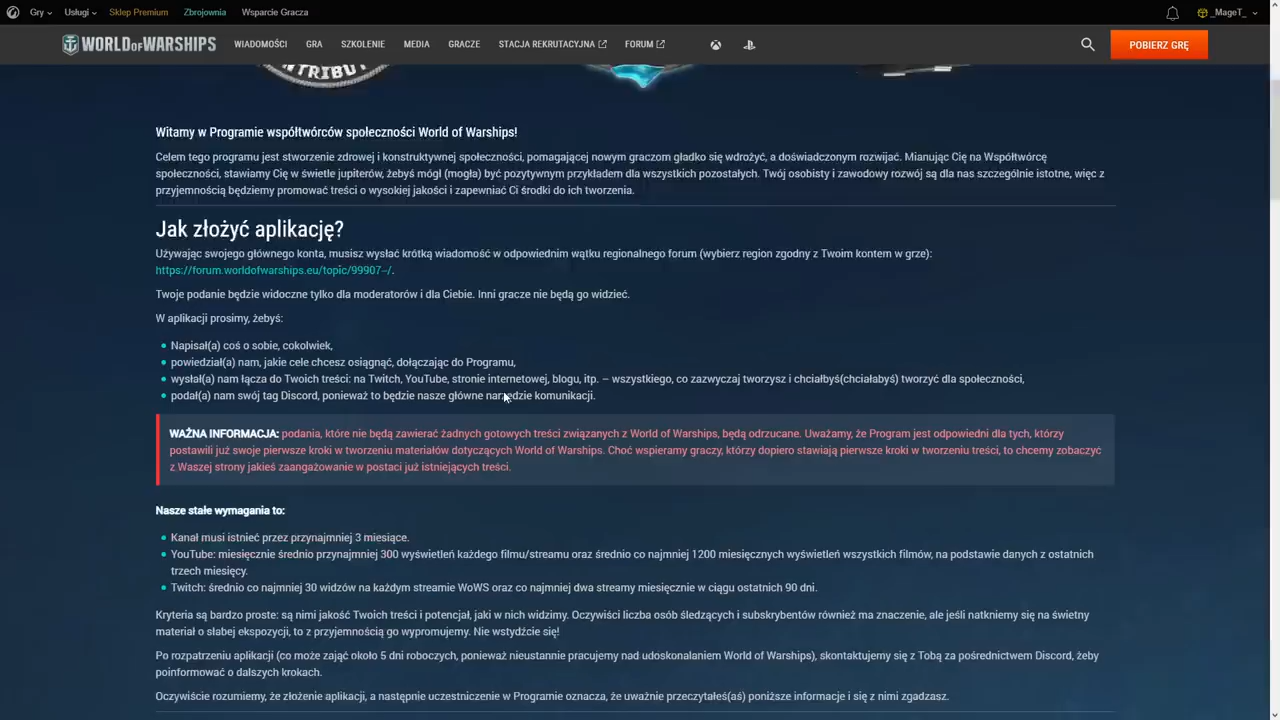 Gry Usługi Sklep Premium Zbrojownia Wsparcie Gracza _MageT_
WORLD OF WARSHIPS WIADOMOŚCI GRA SZKOLENIE MEDIA GRACZE STACJA REKRUTACYJNA FORUM POBIERZ GRĘ
Witamy w Programie współtwórców społeczności World of Warships!
Celem tego programu jest stworzenie zdrowej i konstruktywnej społeczności, pomagającej nowym graczom gładko się wdrożyć, a doświadczonym rozwijać. Mianując Cię na Współtwórcę
społeczności, stawiamy Cię w świetle jupiterów, żebyś mógł (mogła) być pozytywnym przykładem dla wszystkich pozostałych. Twój osobisty i zawodowy rozwój są dla nas szczególnie istotne, więc z
przyjemnością będziemy promować treści o wysokiej jakości i zapewniać Ci środki do ich tworzenia.
Jak złożyć aplikację?
Używając swojego głównego konta, musisz wysłać krótką wiadomość w odpowiednim wątku regionalnego forum (wybierz region zgodny z Twoim kontem w grze):
https://forum.worldofwarships.eu/topic/99907--/.
Twoje podanie będzie widoczne tylko dla moderatorów i dla Ciebie. Inni gracze nie będą go widzieć.
W aplikacji prosimy, żebyś:
Napisał(a) coś o sobie, cokolwiek,
powiedział(a) nam, jakie cele chcesz osiągnąć, dołączając do Programu,
wysłał(a) nam łącza do Twoich treści: na Twitch, YouTube, stronie internetowej, blogu, itp. – wszystkiego, co zazwyczaj tworzysz i chciałbyś(chciałabyś) tworzyć dla społeczności,
podał(a) nam swój tag Discord, ponieważ to będzie nasze główne narzędzie komunikacji.
WAŻNA INFORMACJA: podania, które nie będą zawierać żadnych gotowych treści związanych z World of Warships, będą odrzucane. Uważamy, że Program jest odpowiedni dla tych, którzy
postawili już swoje pierwsze kroki w tworzeniu materiałów dotyczących World of Warships. Choć wspieramy graczy, którzy dopiero stawiają pierwsze kroki w tworzeniu treści, to chcemy zobaczyc
z Waszej strony jakieś zaangażowanie w postaci już istniejących treści.
Nasze stałe wymagania to:
Kanał musi istnieć przez przynajmniej 3 miesiące.
YouTube: miesięcznie średnio przynajmniej 300 wyświetleń każdego filmu/streamu oraz średnio co najmniej 1200 miesięcznych wyświetleń wszystkich filmów, na podstawie danych z ostatnich
trzech miesięcy.
Twitch: średnio co najmniej 30 widzów na każdym streamie WoWS oraz co najmniej dwa streamy miesięcznie w ciągu ostatnich 90 dni.
Kryteria są bardzo proste: są nimi jakość Twoich treści i potencjał, jaki w nich widzimy. Oczywiści liczba osób śledzących i subskrybentów również ma znaczenie, ale jeśli natkniemy się na świetny
materiał o słabej ekspozycji, to z przyjemnością go wypromujemy. Nie wstydźcie się!
Po rozpatrzeniu aplikacji (co może zająć około 5 dni roboczych, ponieważ nieustannie pracujemy nad udoskonalaniem World of Warships), skontaktujemy się z Tobą za pośrednictwem Discord, żeby
poinformować o dalszych krokach.
Oczywiście rozumiemy, że złożenie aplikacji, a następnie uczestniczenie w Programie oznacza, że uważnie przeczytałeś(aś) poniższe informacje i się z nimi zgadzasz.